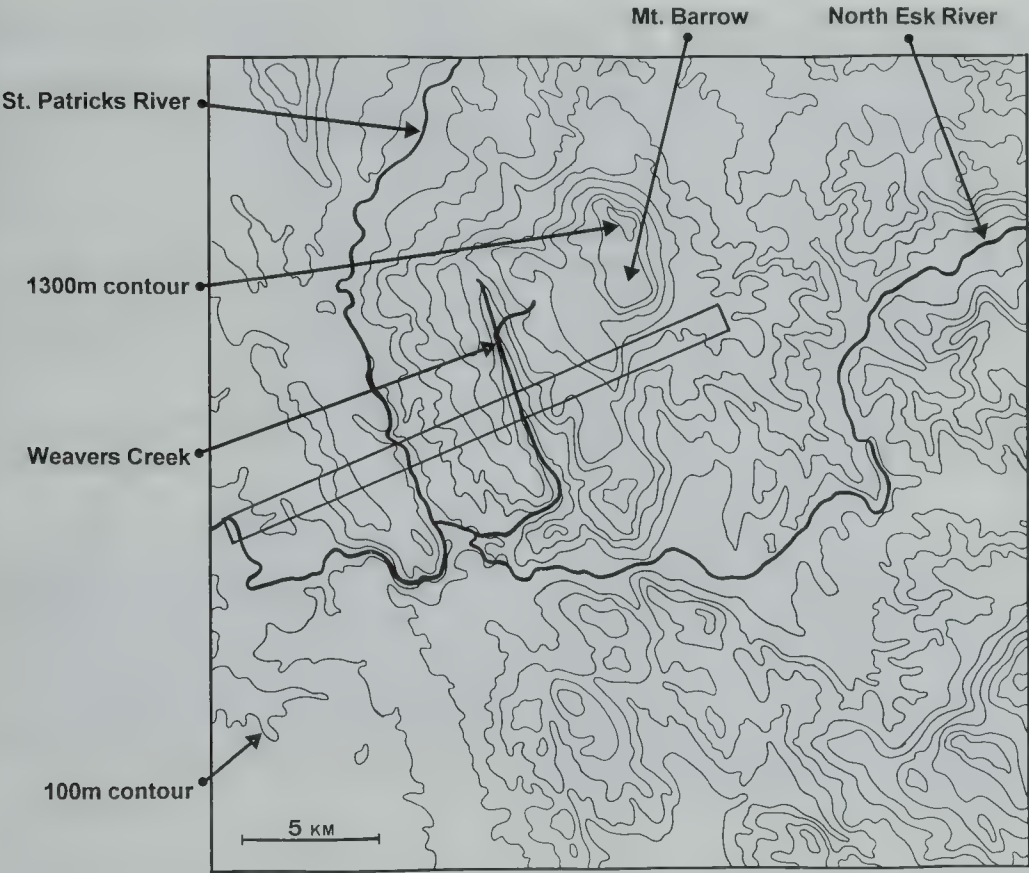 Mt. Barrow
North Esk River
St. Patricks River
1300m contour
Weavers Creek
100m contour
5 KM